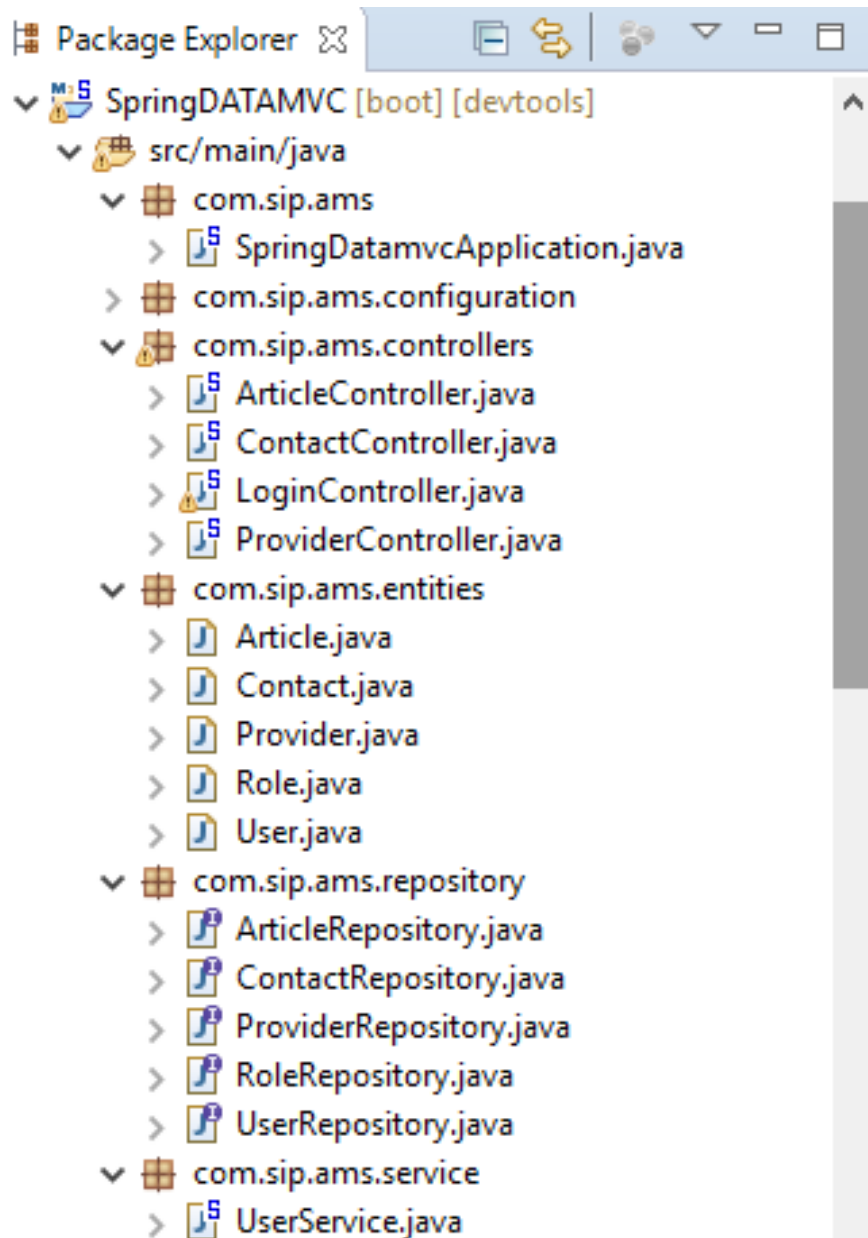 Package Explorer
SpringDATAMVC [boot] [devtools]
src/main/java
com.sip.ams
SpringDatamvcApplication.java
com.sip.ams.configuration
com.sip.ams.controllers
ArticleController.java
ContactController.java
LoginController.java
ProviderController.java
com.sip.ams.entities
Article.java
Contact.java
Provider.java
Role.java
User.java
com.sip.ams.repository
ArticleRepository.java
ContactRepository.java
ProviderRepository.java
RoleRepository.java
UserRepository.java
com.sip.ams.service
UserService.java